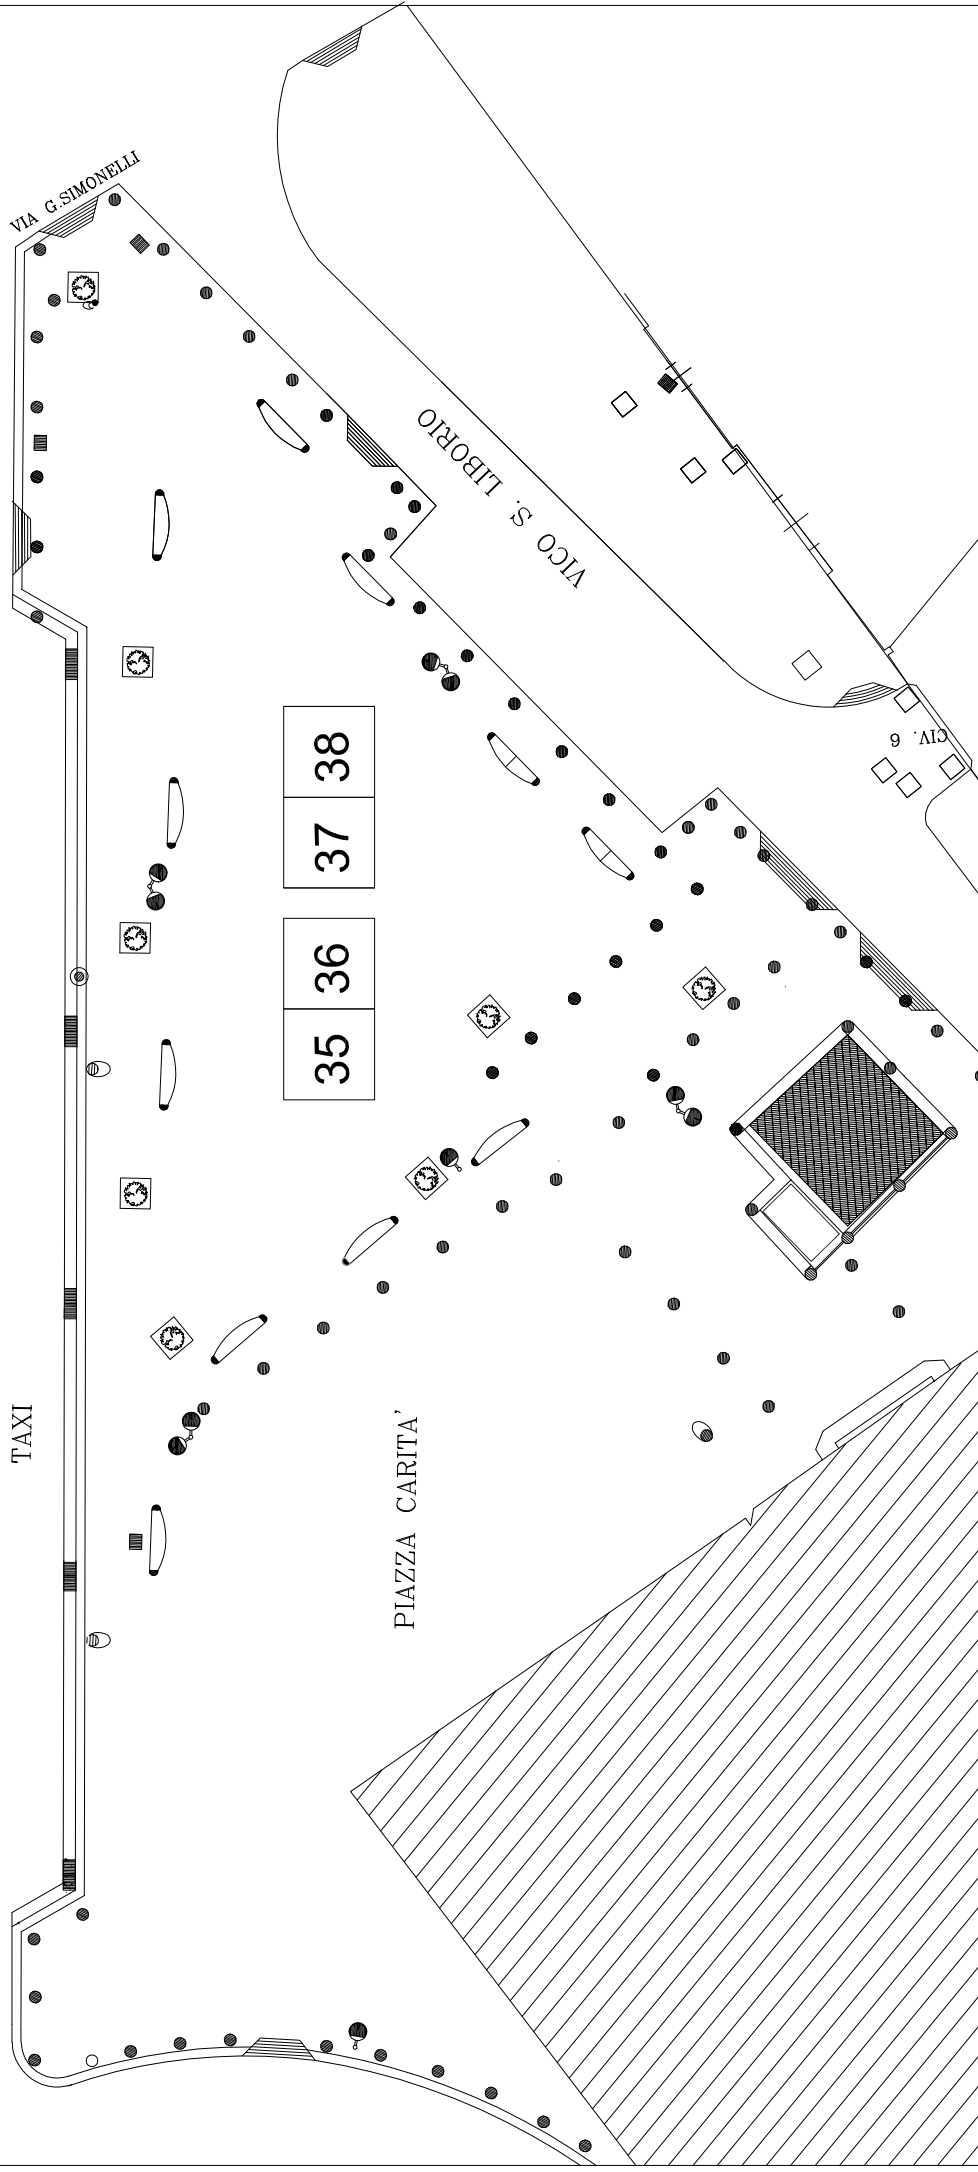 VIA G.SIMONELLI
VICO S. LIBORIO
CIV. 6
38
37
36
35
TAXI
PIAZZA CARITA'